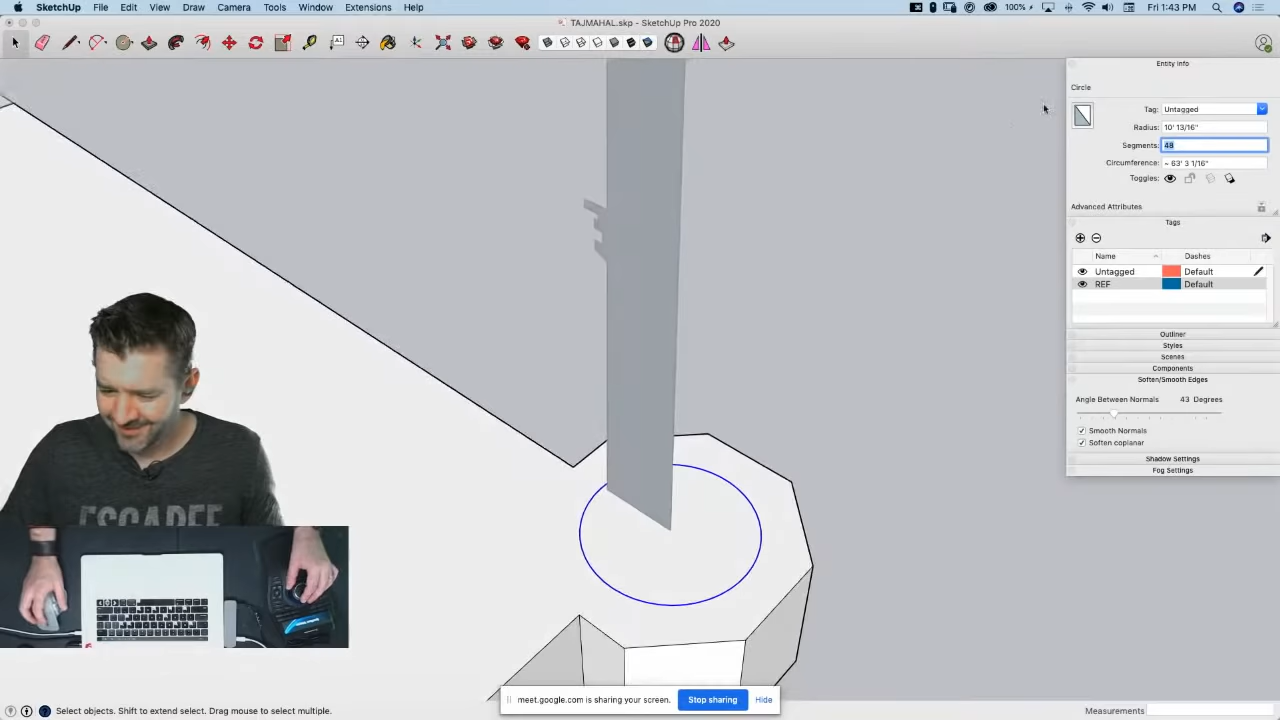 SketchUp File Edit View Draw Camera Tools Window Extensions Help 100% Fri 1:43 PM
TAJMAHAL.skp - SketchUp Pro 2020
Entity Info
Circle
Tag: Untagged
Radius: 10' 13/16"
Segments: 48
Circumference: ~ 63' 3 1/16"
Toggles:
Advanced Attributes
Tags
Name Dashes
Untagged Default
REF Default
Outliner
Styles
Scenes
Components
Soften/Smooth Edges
Angle Between Normals 43 Degrees
Smooth Normals
Soften coplanar
Shadow Settings
Fog Settings
ESCAPEE
meet.google.com is sharing your screen. Stop sharing Hide
Select objects. Shift to extend select. Drag mouse to select multiple. Measurements